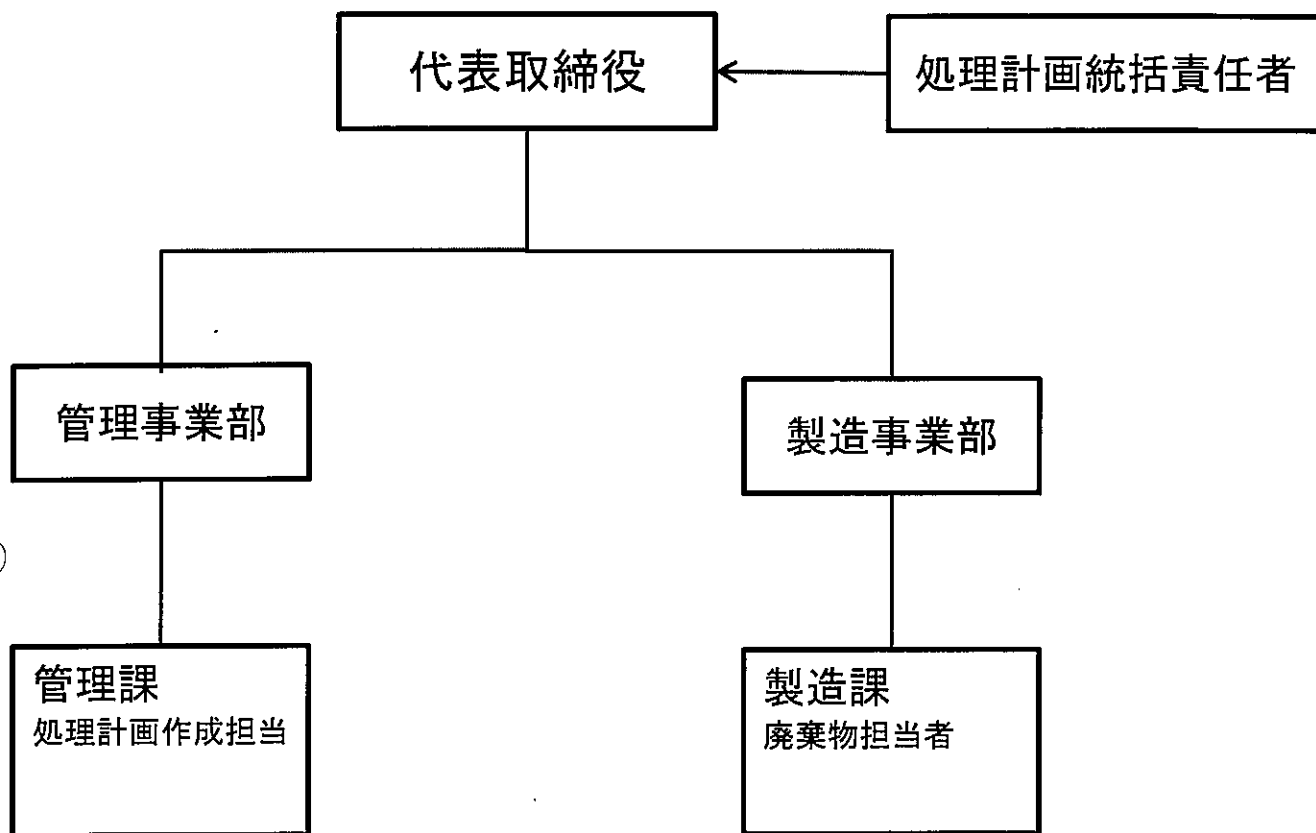 代表取締役
処理計画統括責任者
管理事業部
製造事業部
管理課
処理計画作成担当
製造課
廃棄物担当者